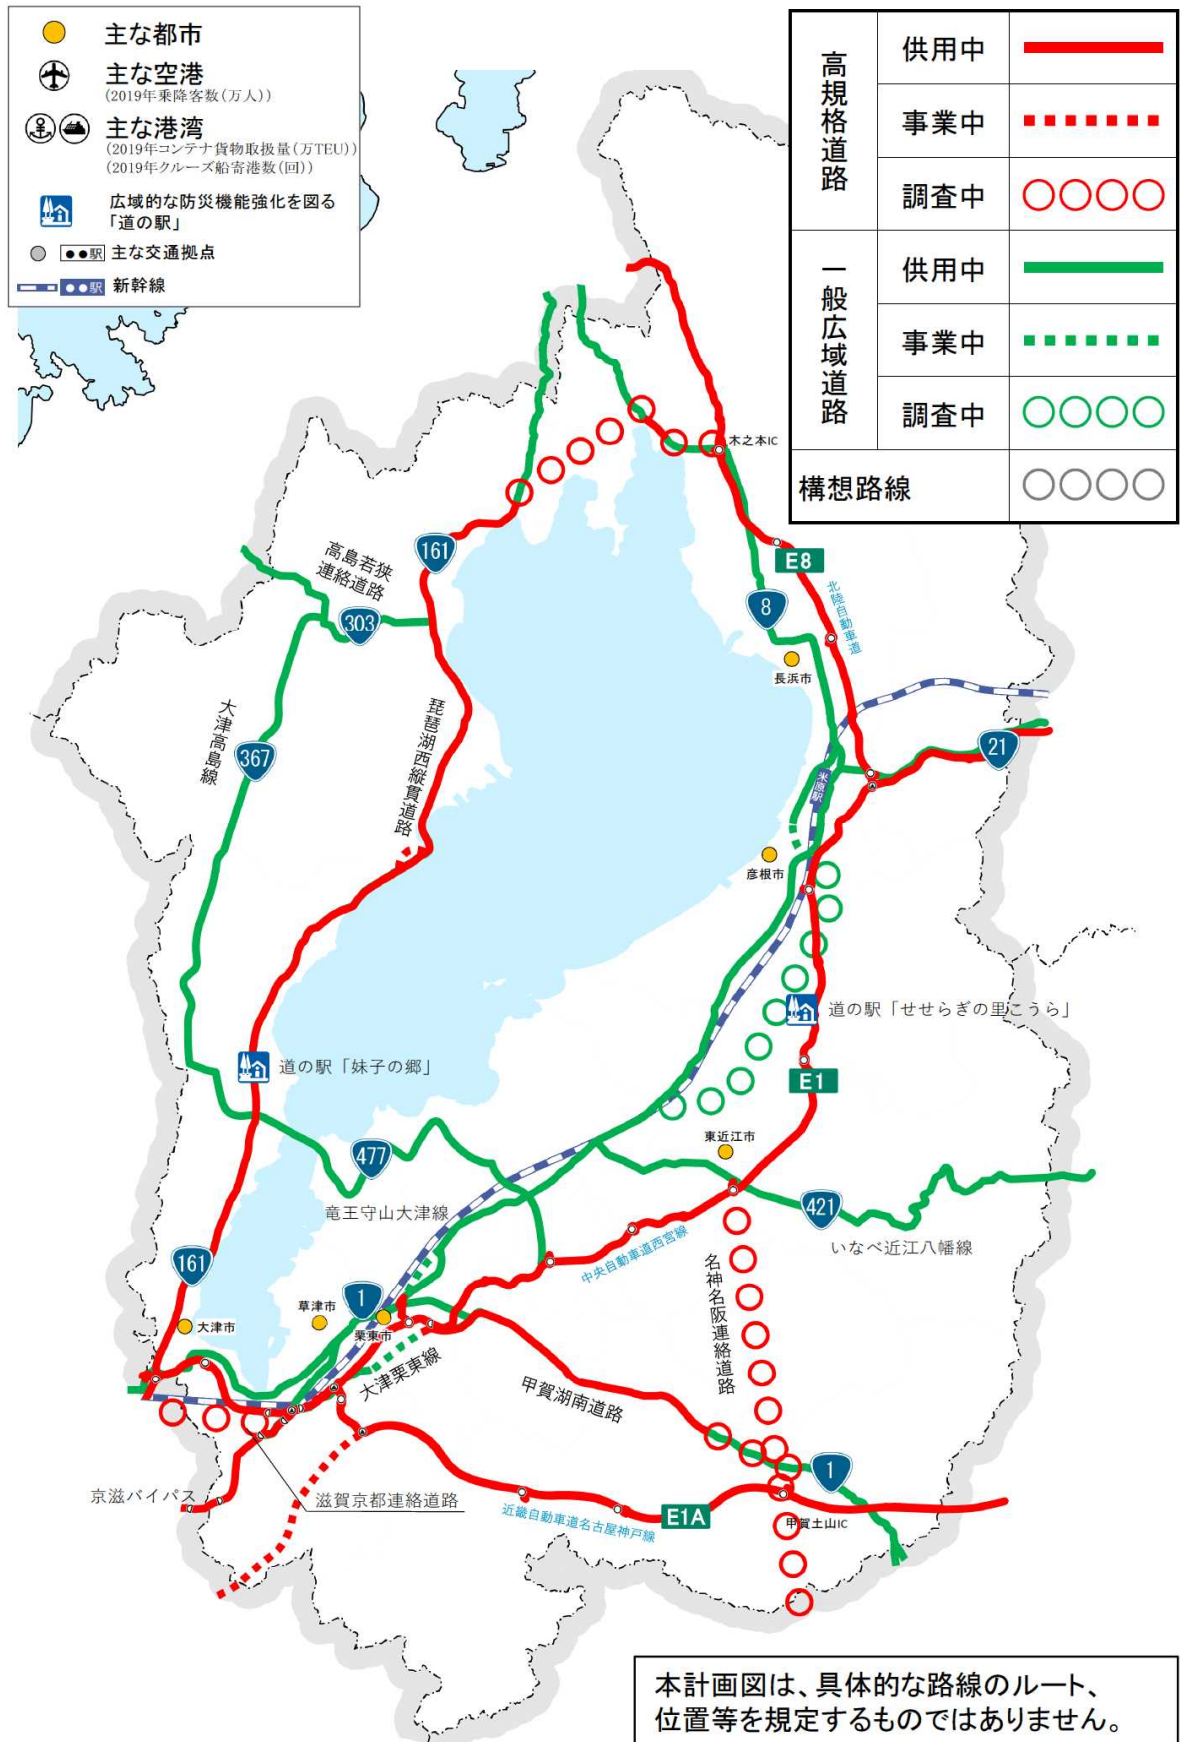 主な都市
主な空港
(2019年乗降客数(万人))
主な港湾
(2019年コンテナ貨物取扱量(万TEU))
(2019年クルーズ船寄港数(回))
広域的な防災機能強化を図る
「道の駅」
●●駅 主な交通拠点
●●駅 新幹線
高規格道路
供用中
事業中
調査中
一般広域道路
供用中
事業中
調査中
構想路線
木之本IC
161
高島若狭
連絡道路
303
E8
北陸自動車道
8
長浜市
大津高島線
367
琵琶湖西縦貫道路
21
米原駅
彦根市
道の駅「せせらぎの里こうら」
道の駅「妹子の郷」
E1
東近江市
477
竜王守山大津線
421
いなべ近江八幡線
161
中央自動車道西宮線
名神名阪連絡道路
1
草津市
大津市
栗東市
大津栗東線
甲賀湖南道路
1
京滋バイパス
滋賀京都連絡道路
近畿自動車道名古屋神戸線
E1A
甲賀土山IC
本計画図は、具体的な路線のルート、
位置等を規定するものではありません。